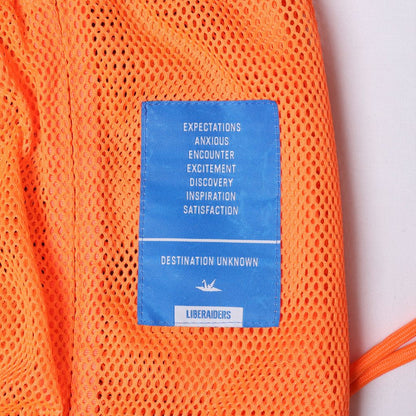 EXPECTATIONS
ANXIOUS
ENCOUNTER
EXCITEMENT
DISCOVERY
INSPIRATION
SATISFACTION
DESTINATION UNKNOWN
LIBERAIDERS